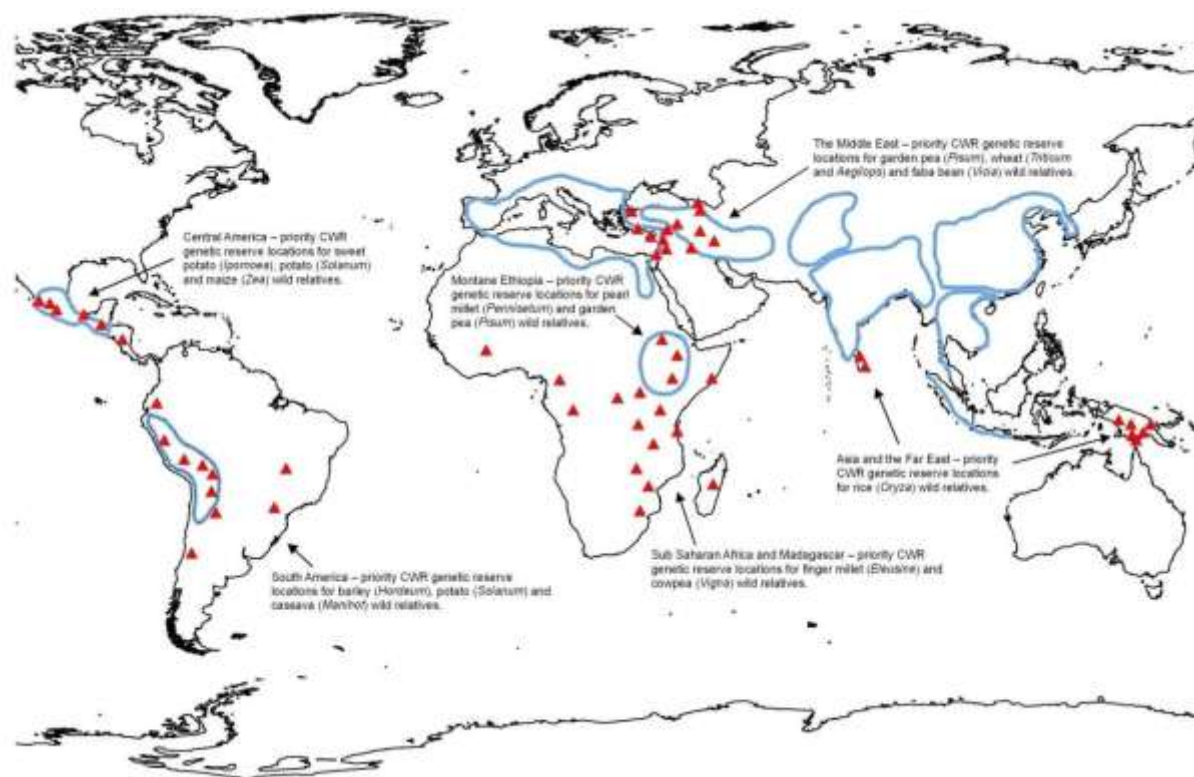 The Middle East – priority CWR genetic reserve
locations for garden pea (Pisum), wheat (Triticum
and Aegilops) and faba bean (Vicia) wild relatives.
Central America – priority CWR
genetic reserve locations for sweet
potato (Ipomoea), potato (Solanum)
and maize (Zea) wild relatives.
Montane Ethiopia – priority CWR
genetic reserve locations for pearl
millet (Pennisetum) and garden
pea (Pisum) wild relatives.
Asia and the Far East – priority
CWR genetic reserve locations
for rice (Oryza) wild relatives.
Sub Saharan Africa and Madagascar – priority CWR
genetic reserve locations for finger millet (Eleusine) and
cowpea (Vigna) wild relatives.
South America – priority CWR genetic reserve
locations for barley (Hordeum), potato (Solanum) and
cassava (Manihot) wild relatives.